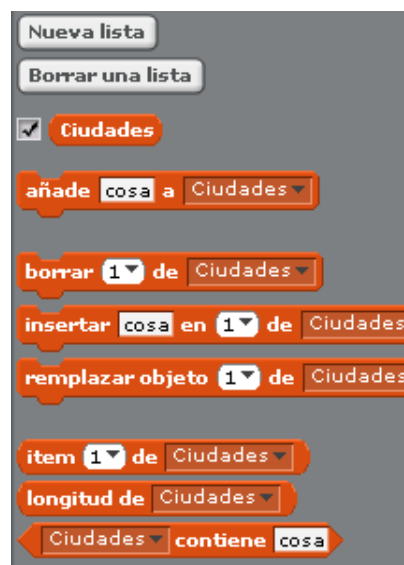 Nueva lista
Borrar una lista
Ciudades
añade cosa a Ciudades
borrar 1 de Ciudades
insertar cosa en 1 de Ciudades
remplazar objeto 1 de Ciudades
item 1 de Ciudades
longitud de Ciudades
Ciudades contiene cosa